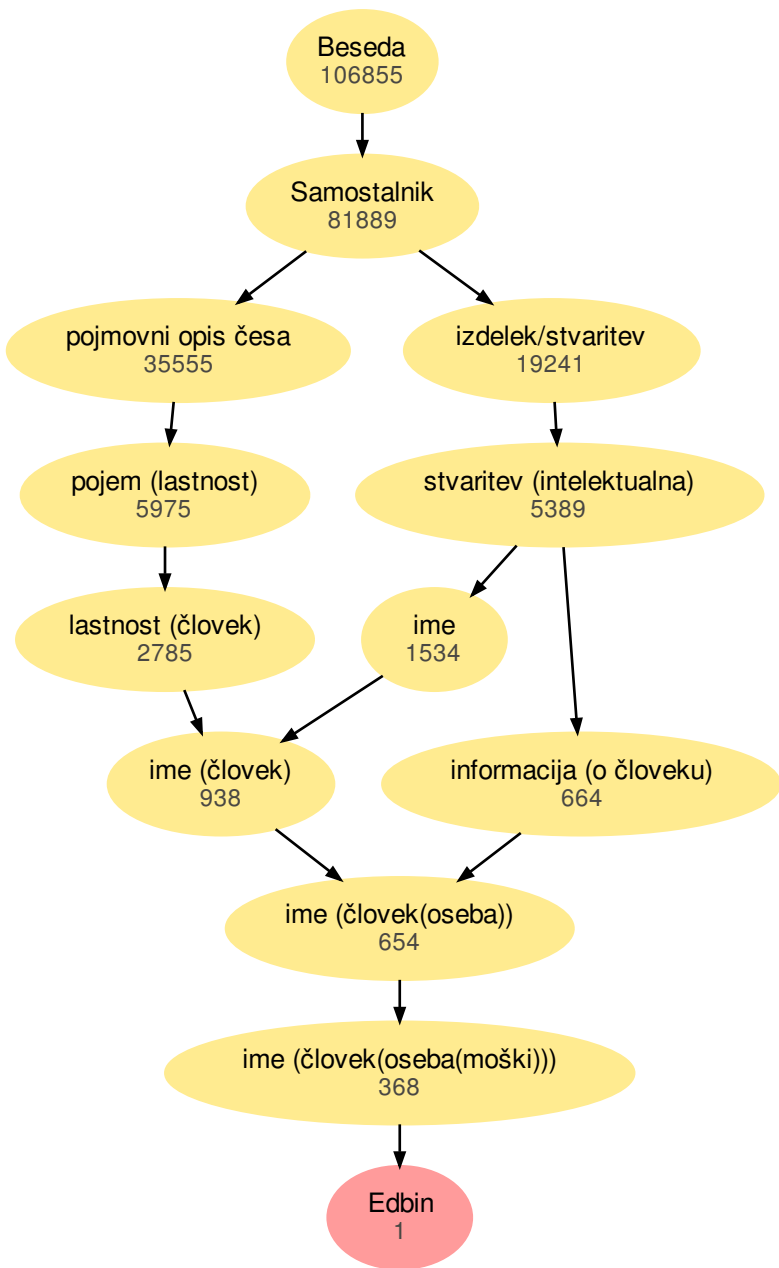 Beseda
106855
Samostalnik
81889
pojmovni opis česa
35555
izdelek/stvaritev
19241
pojem (lastnost)
5975
stvaritev (intelektualna)
5389
lastnost (človek)
2785
ime
1534
ime (človek)
938
informacija (o človeku)
664
ime (človek(oseba))
654
ime (človek(oseba(moški)))
368
Edbin
1